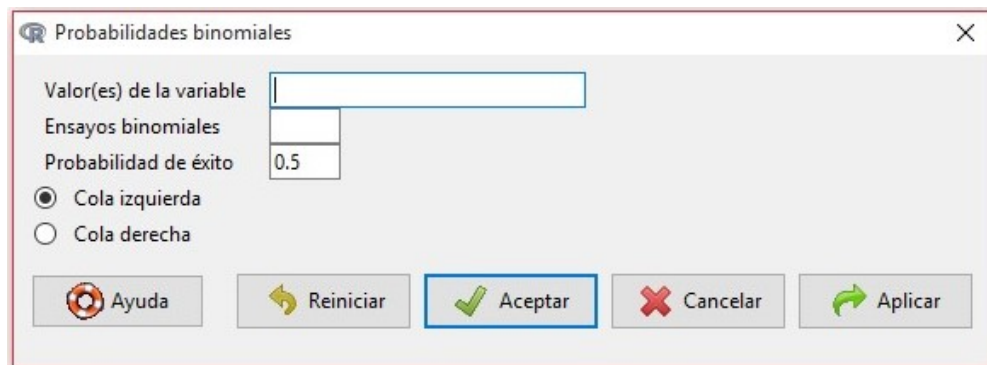 Probabilidades binomiales
Valor(es) de la variable
Ensayos binomiales
Probabilidad de éxito 0.5
Cola izquierda
Cola derecha
Ayuda Reiniciar Aceptar Cancelar Aplicar